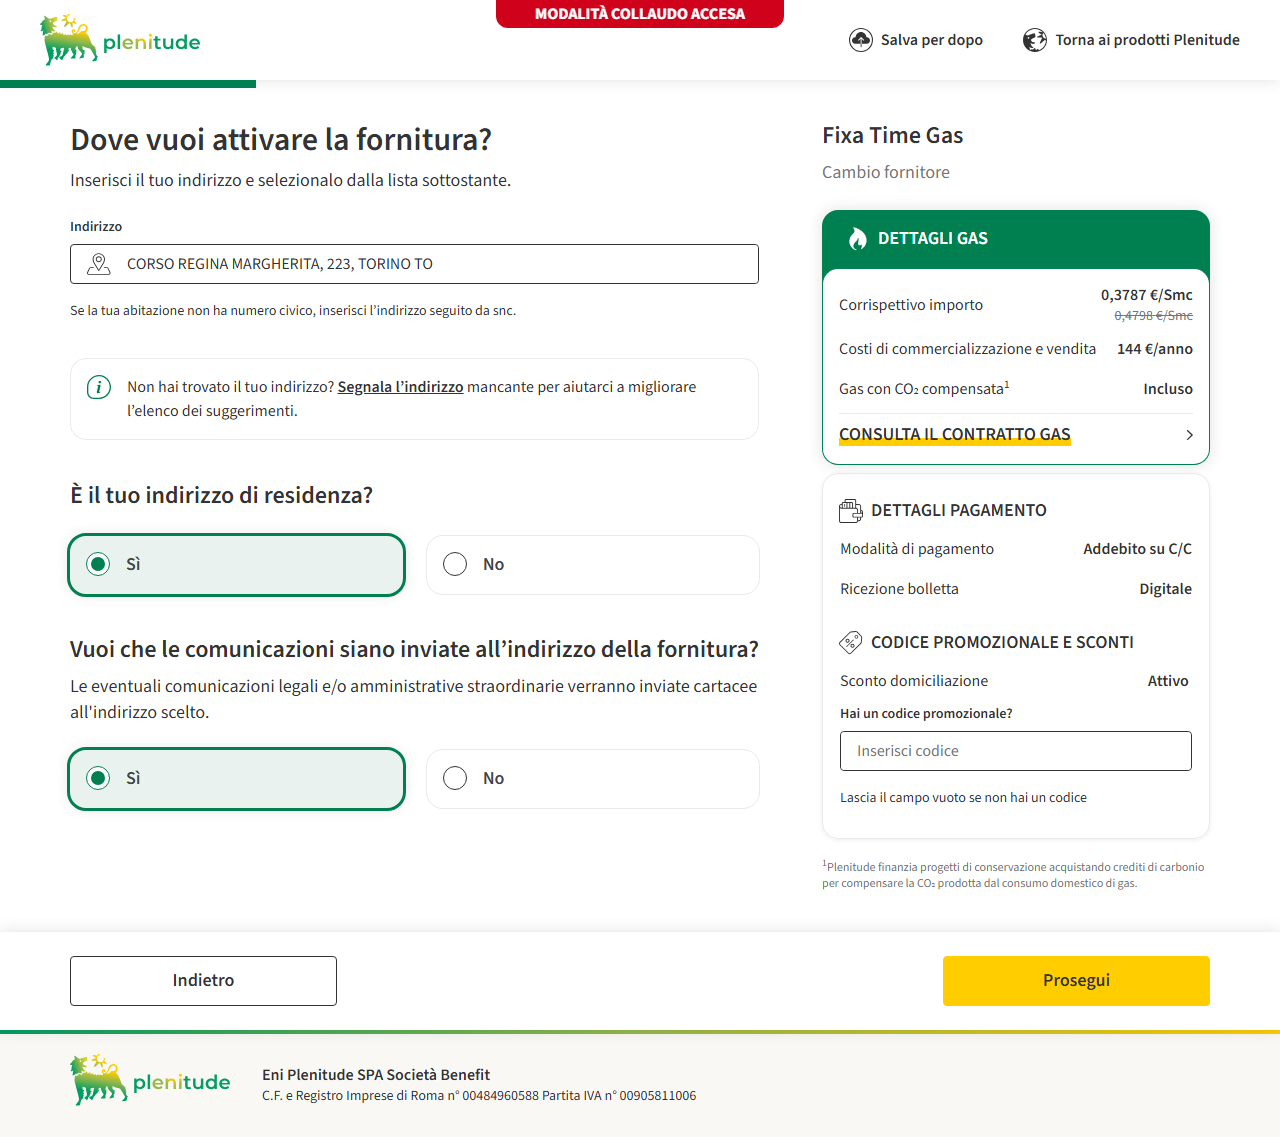 MODALITÀ COLLAUDO ACCESA
plenitude
Salva per dopo
Torna ai prodotti Plenitude
Dove vuoi attivare la fornitura?
Inserisci il tuo indirizzo e selezionalo dalla lista sottostante.
Indirizzo
CORSO REGINA MARGHERITA, 223, TORINO TO
Se la tua abitazione non ha numero civico, inserisci l’indirizzo seguito da snc.
Non hai trovato il tuo indirizzo? Segnala l’indirizzo mancante per aiutarci a migliorare
l’elenco dei suggerimenti.
È il tuo indirizzo di residenza?
Sì
No
Vuoi che le comunicazioni siano inviate all’indirizzo della fornitura?
Le eventuali comunicazioni legali e/o amministrative straordinarie verranno inviate cartacee
all'indirizzo scelto.
Sì
No
Fixa Time Gas
Cambio fornitore
DETTAGLI GAS
Corrispettivo importo
0,3787 €/Smc
0,4798 €/Smc
Costi di commercializzazione e vendita
144 €/anno
Gas con CO₂ compensata¹
Incluso
CONSULTA IL CONTRATTO GAS
DETTAGLI PAGAMENTO
Modalità di pagamento
Addebito su C/C
Ricezione bolletta
Digitale
CODICE PROMOZIONALE E SCONTI
Sconto domiciliazione
Attivo
Hai un codice promozionale?
Inserisci codice
Lascia il campo vuoto se non hai un codice
¹Plenitude finanzia progetti di conservazione acquistando crediti di carbonio
per compensare la CO₂ prodotta dal consumo domestico di gas.
Indietro
Prosegui
plenitude
Eni Plenitude SPA Società Benefit
C.F. e Registro Imprese di Roma n° 00484960588 Partita IVA n° 00905811006